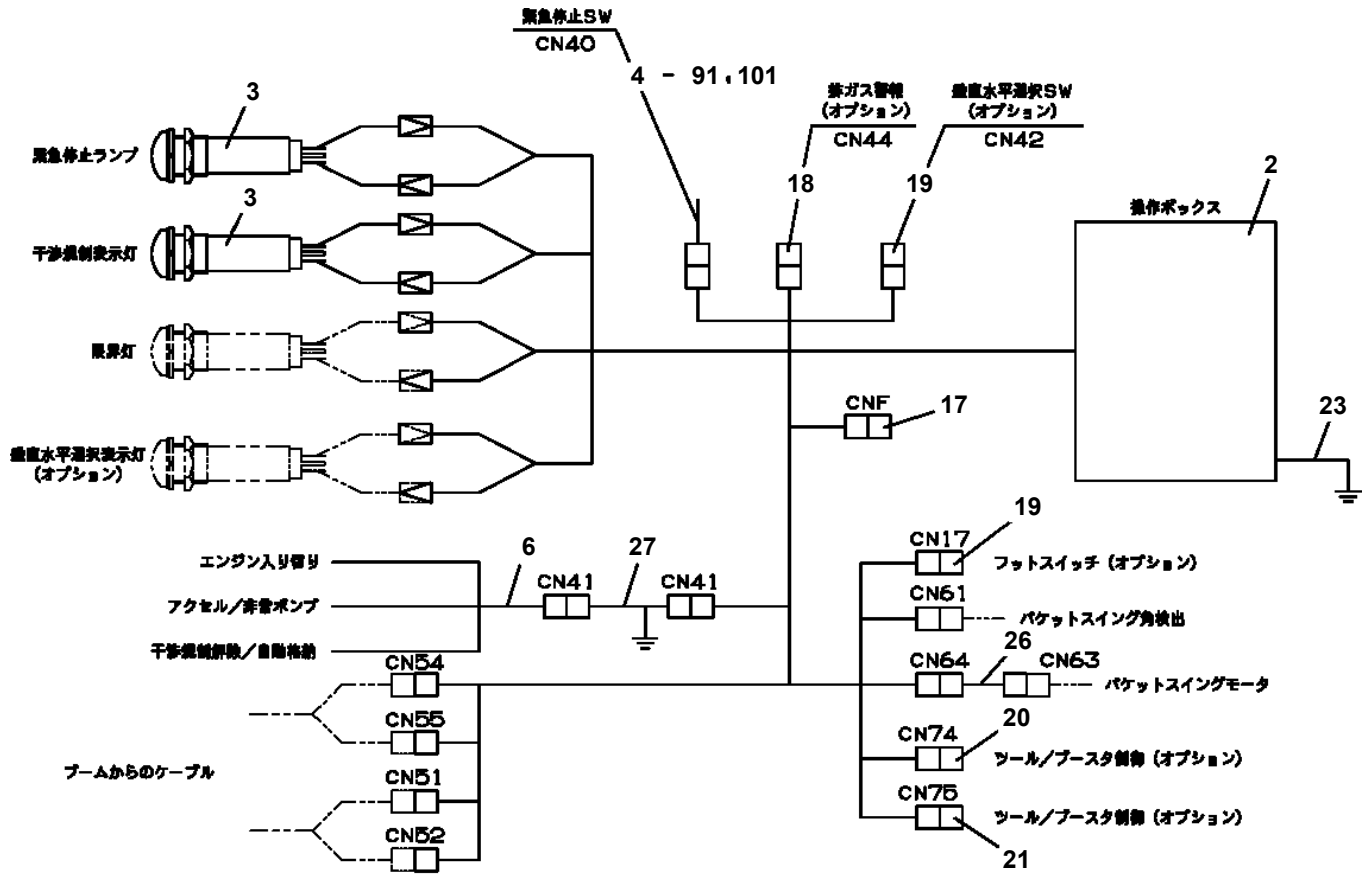 緊急停止SW
CN40
4 - 91,101
3
緊急停止ランプ
排ガス警報
(オプション)
CN44
垂直水平選択SW
(オプション)
CN42
18
19
2
操作ボックス
3
干渉規制表示灯
限界灯
CNF
17
23
垂直水平選択表示灯
(オプション)
エンジン入り切り
6
27
CN41
CN41
アクセル/非常ポンプ
干渉規制解除/自動格納
CN17
19
フットスイッチ(オプション)
CN61
バケットスイング角検出
CN54
CN64
26
CN63
バケットスイングモータ
CN55
CN74
20
ツール/ブースタ制御(オプション)
ブームからのケーブル
CN51
CN75
ツール/ブースタ制御(オプション)
CN52
21